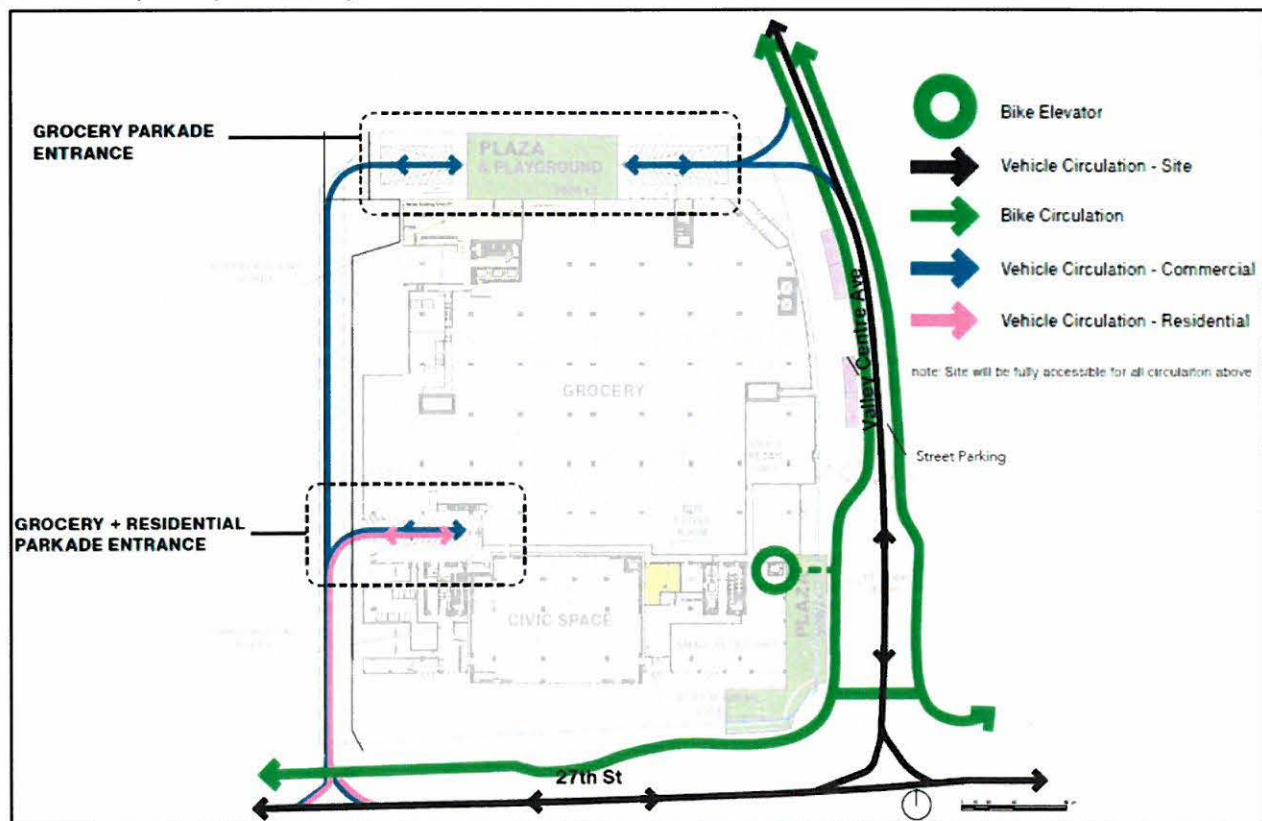 GROCERY PARKADE
ENTRANCE
PLAZA
& PLAYGROUND
Bike Elevator
Vehicle Circulation - Site
Bike Circulation
Vehicle Circulation - Commercial
Vehicle Circulation - Residential
note: Site will be fully accessible for all circulation above
Valley Centre Ave
GROCERY
Street Parking
GROCERY + RESIDENTIAL
PARKADE ENTRANCE
CIVIC SPACE
PLAZA
27th St